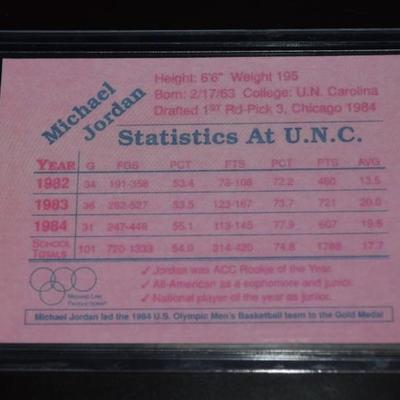 Michael
Jordan
Height: 6'6" Weight 195
Born: 2/17/63 College: U.N. Carolina
Drafted 1ST Rd-Pick 3, Chicago 1984
Statistics At U.N.C.
YEAR G FGS PCT FTS PCT PTS AVG
1982 34 191-358 53.4 78-108 72.2 460 13.5
1983 36 282-527 53.5 123-167 73.7 721 20.0
1984 31 247-448 55.1 113-145 77.9 607 19.6
SCHOOL
TOTALS 101 720-1333 54.0 314-420 74.8 1788 17.7
✓ Jordan was ACC Rookie of the Year.
✓ All-American as a sophomore and junior.
✓ National player of the year as junior.
Michael Jordan led the 1984 U.S. Olympic Men's Basketball team to the Gold Medal